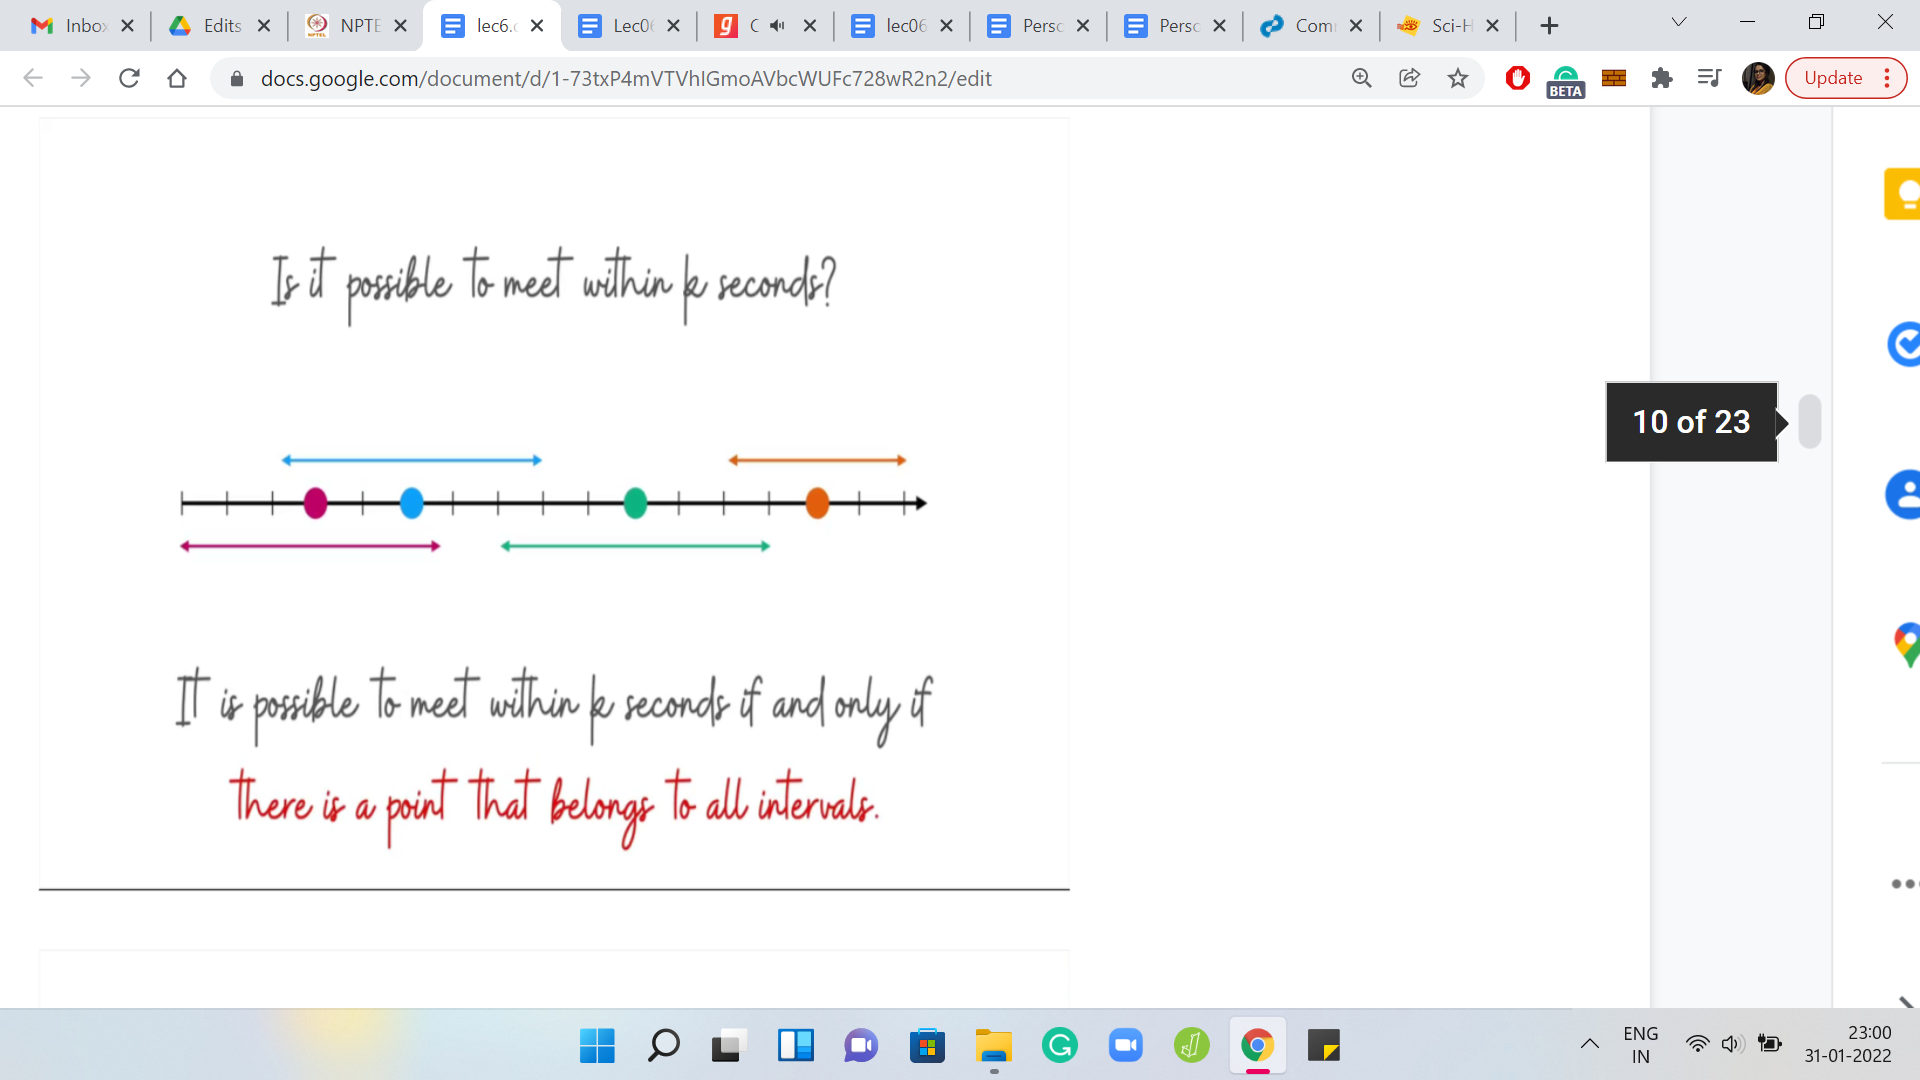 Inbox
Edits
NPTE
lec6.c
Lec06
C
lec06
Perso
Perso
Com
Sci-H
docs.google.com/document/d/1-73txP4mVTVhlGmoAVbcWUFc728wR2n2/edit
BETA
Update
Is it possible to meet within k seconds?
10 of 23
It is possible to meet within k seconds if and only if
there is a point that belongs to all intervals.
ENG
IN
23:00
31-01-2022